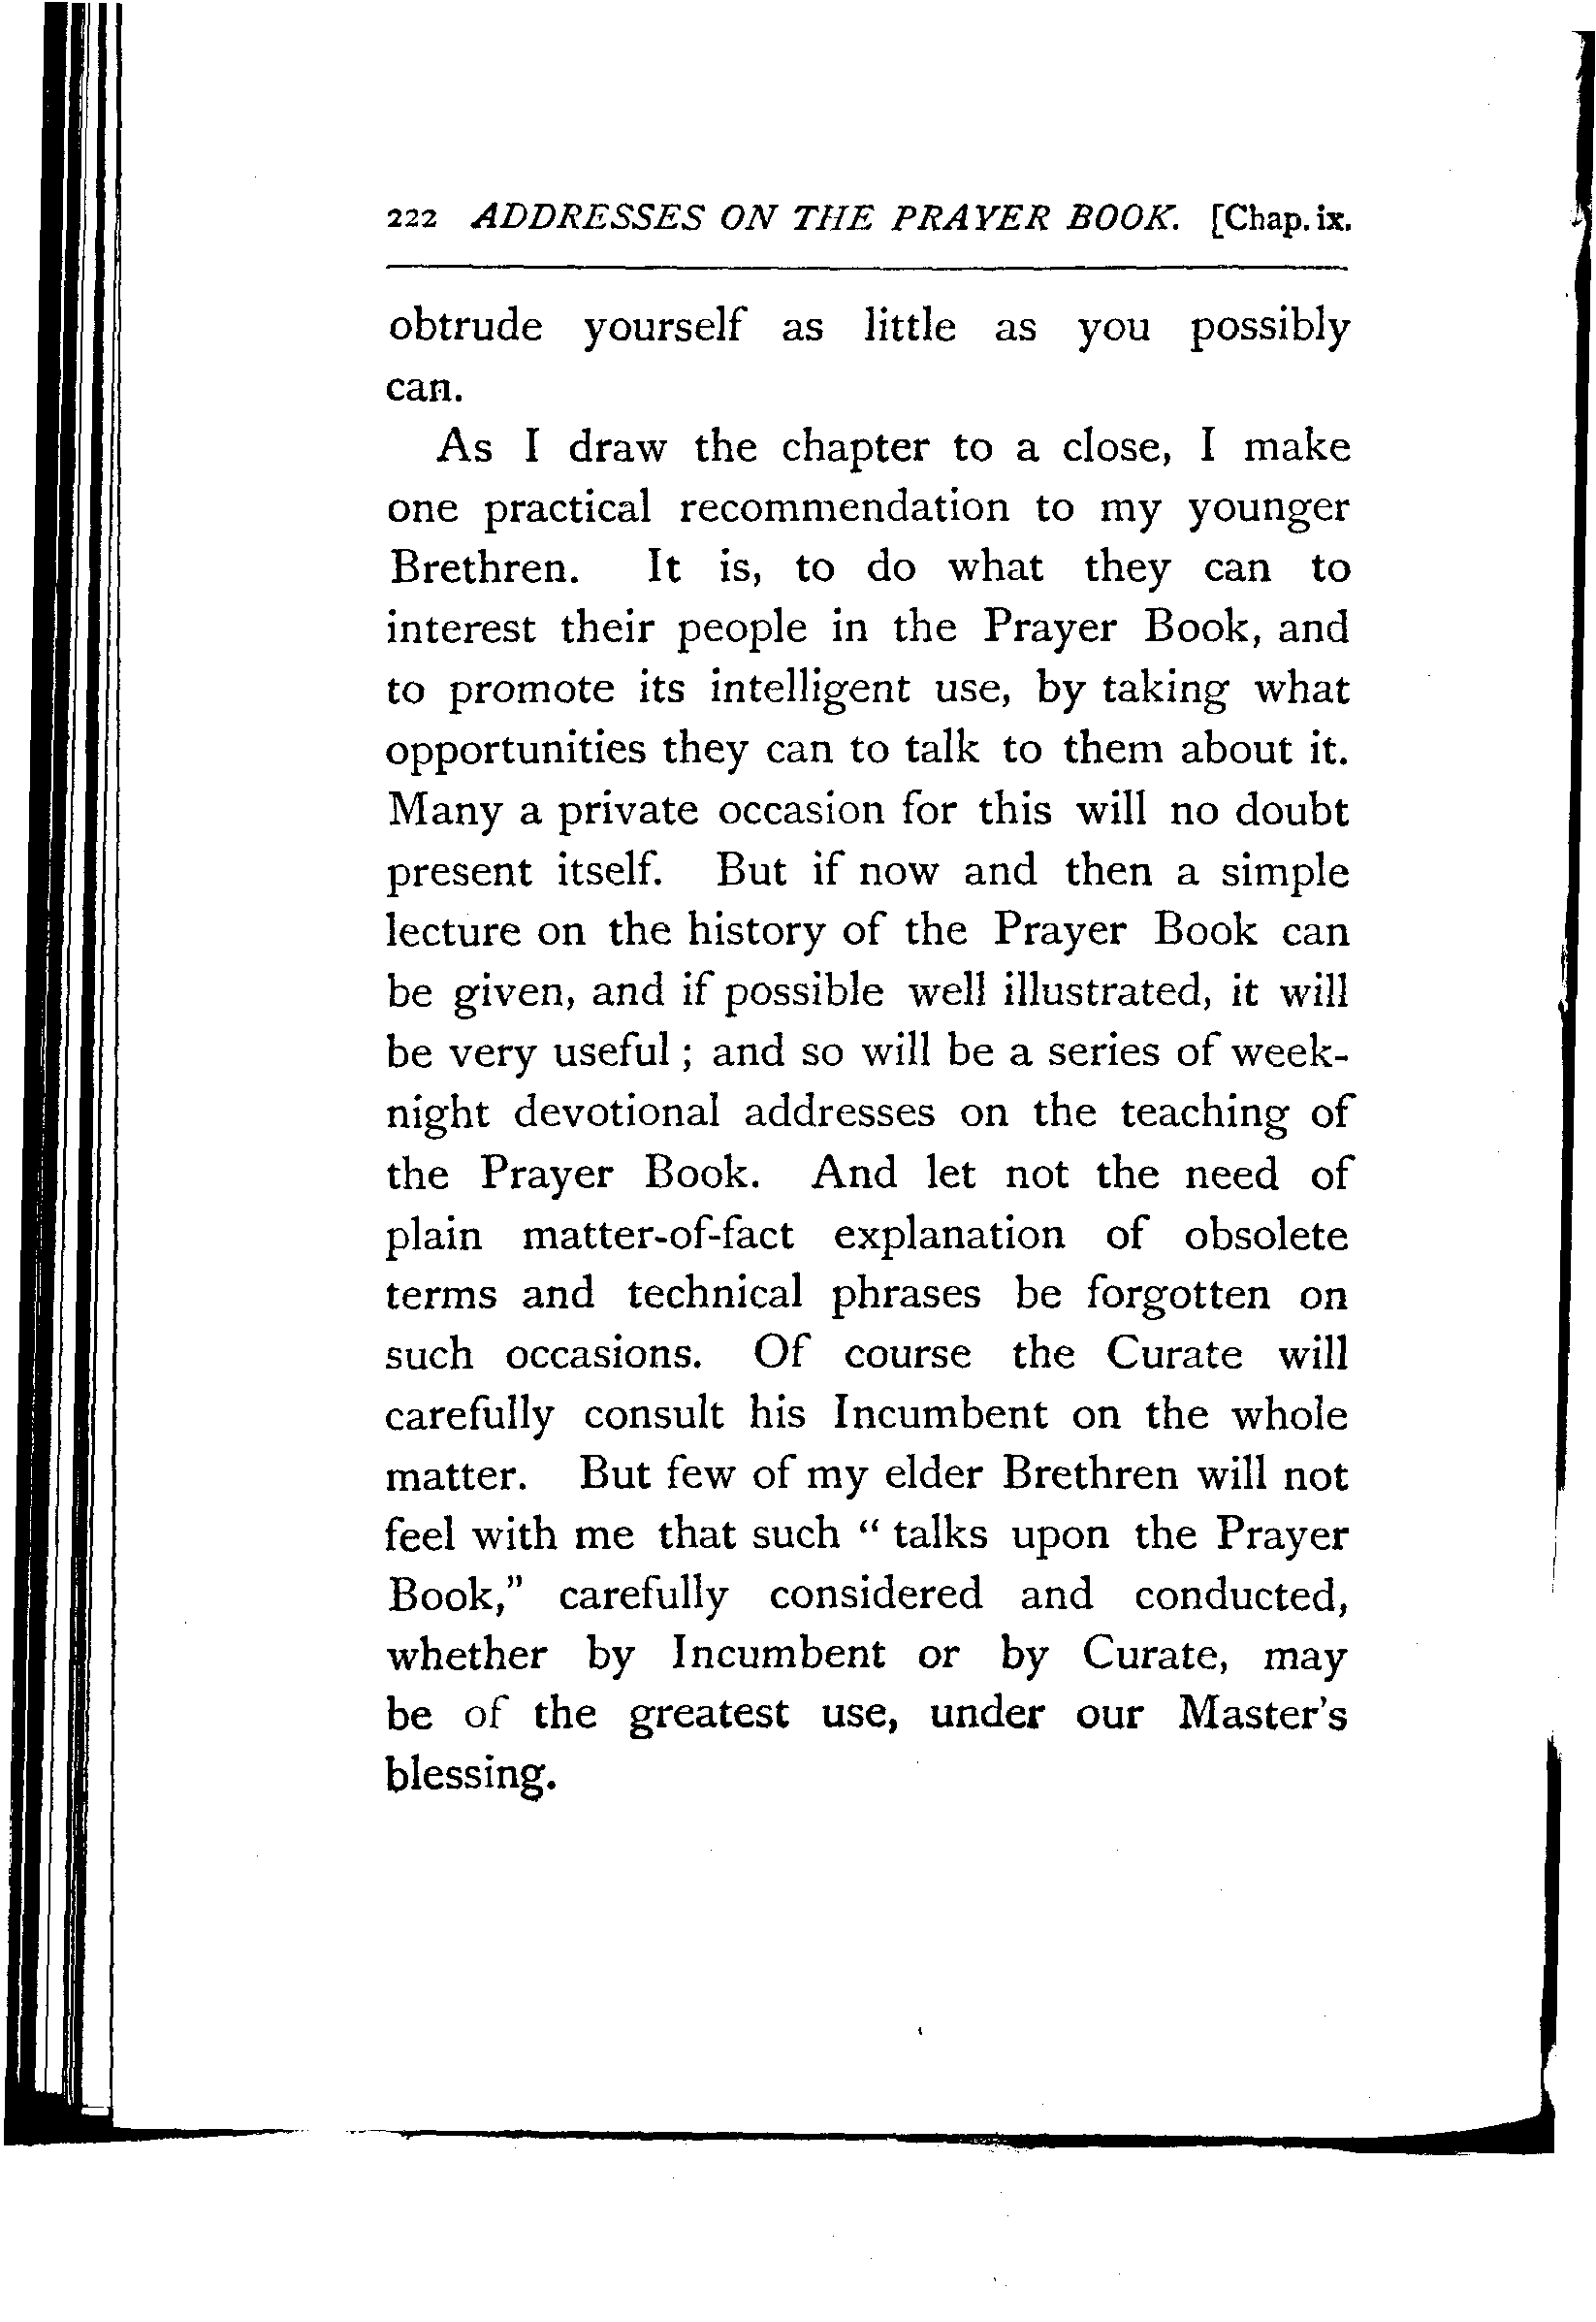 222 ADDRESSES ON THE PRAYER BOOK. [Chap. ix.
obtrude yourself as little as you possibly
can.
As I draw the chapter to a close, I make
one practical recommendation to my younger
Brethren. It is, to do what they can to
interest their people in the Prayer Book, and
to promote its intelligent use, by taking what
opportunities they can to talk to them about it.
Many a private occasion for this will no doubt
present itself. But if now and then a simple
lecture on the history of the Prayer Book can
be given, and if possible well illustrated, it will
be very useful ; and so will be a series of week-
night devotional addresses on the teaching of
the Prayer Book. And let not the need of
plain matter-of-fact explanation of obsolete
terms and technical phrases be forgotten on
such occasions. Of course the Curate will
carefully consult his Incumbent on the whole
matter. But few of my elder Brethren will not
feel with me that such “ talks upon the Prayer
Book,” carefully considered and conducted,
whether by Incumbent or by Curate, may
be of the greatest use, under our Master’s
blessing.